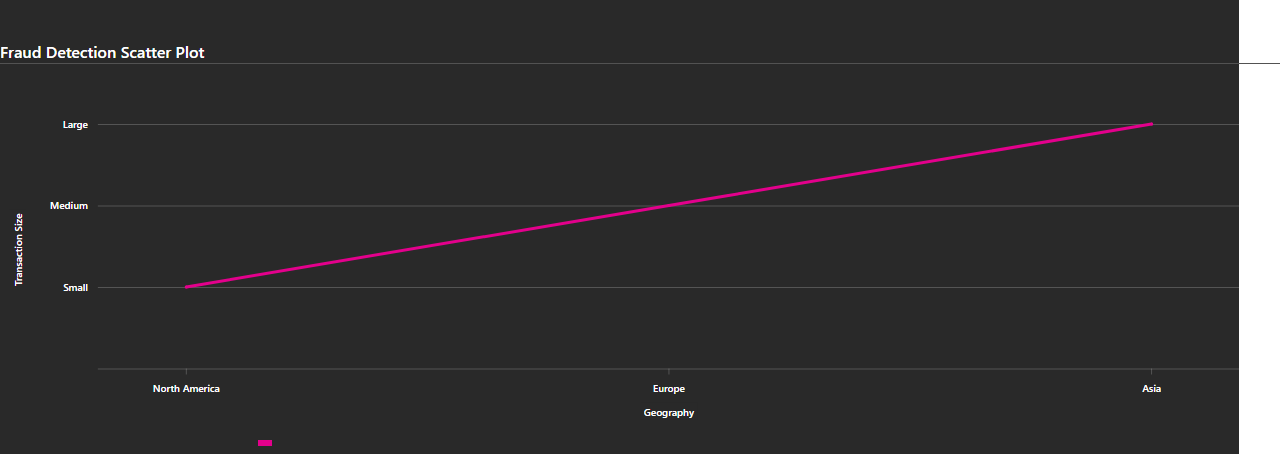 Fraud Detection Scatter Plot
Large
Medium
Small
Transaction Size
North America
Europe
Asia
Geography